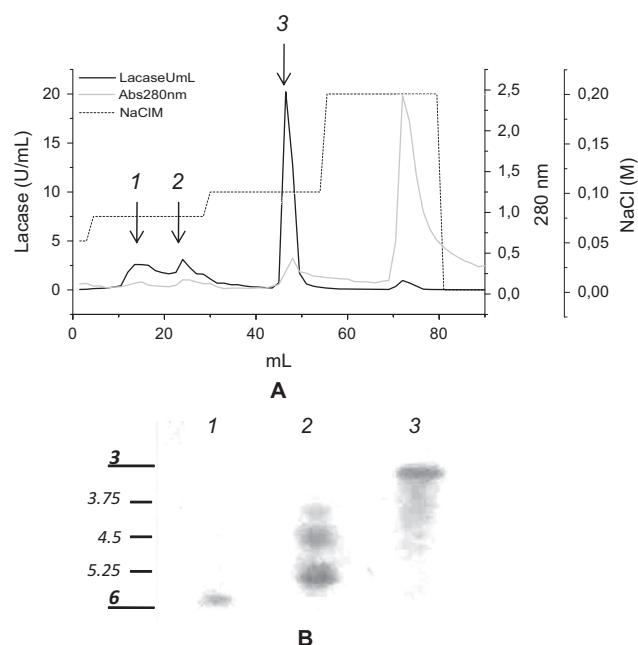 3
LacaseUmL
Abs280nm
NaClM
1 2
20
15
10
5
0
Lacase (U/mL)
0 20 40 60 80
mL
2,5
2,0
1,5
1,0
0,5
0,0
280 nm
0,20
0,15
0,10
0,05
0,00
NaCl (M)
A
1 2 3
3
3.75
4.5
5.25
6
B